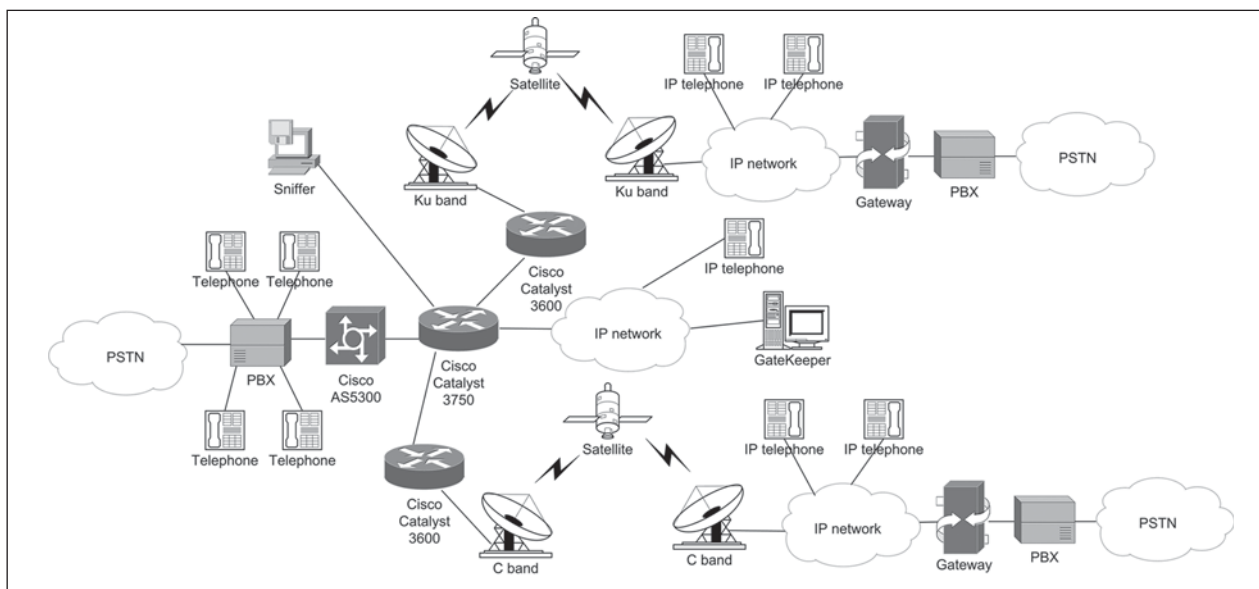 Satellite
IP telephone
IP telephone
Sniffer
Ku band
Ku band
IP network
Gateway
PBX
PSTN
Telephone
Telephone
Cisco
Catalyst
3600
IP telephone
PSTN
PBX
Cisco
AS5300
Cisco
Catalyst
3750
IP network
GateKeeper
Telephone
Telephone
Cisco
Catalyst
3600
Satellite
IP telephone
IP telephone
C band
C band
IP network
Gateway
PBX
PSTN